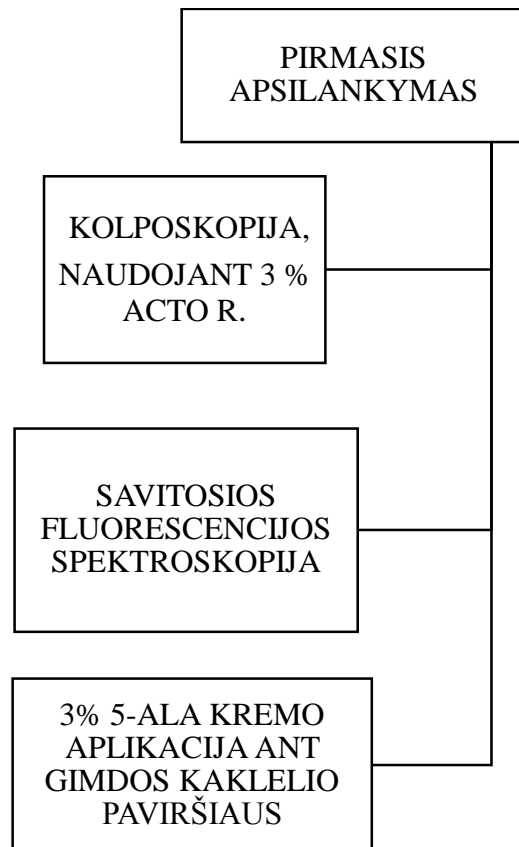 PIRMASIS
APSILANKYMAS
KOLPOSKOPIJA,
NAUDOJANT 3 %
ACTO R.
SAVITOSIOS
FLUORESCENCIJOS
SPEKTROSKOPIJA
3% 5-ALA KREMO
APLIKACIJA ANT
GIMDOS KAKLELIO
PAVIRŠIAUS